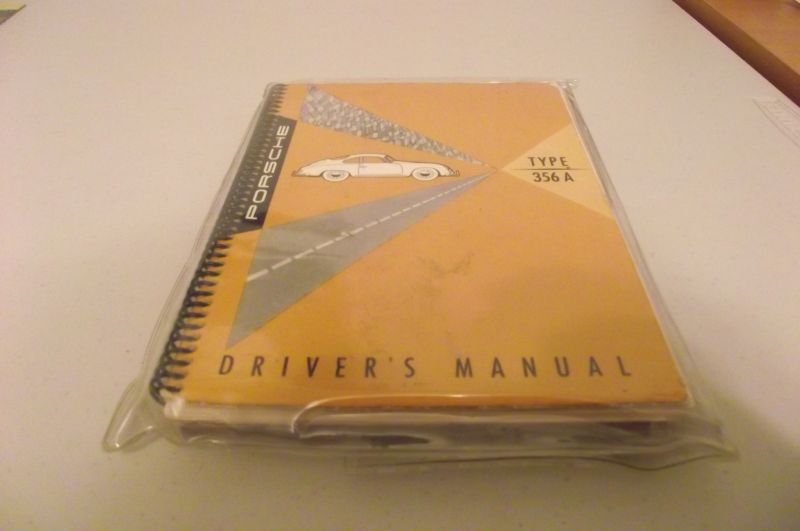 PORSCHE
TYPE
356 A
DRIVER'S MANUAL